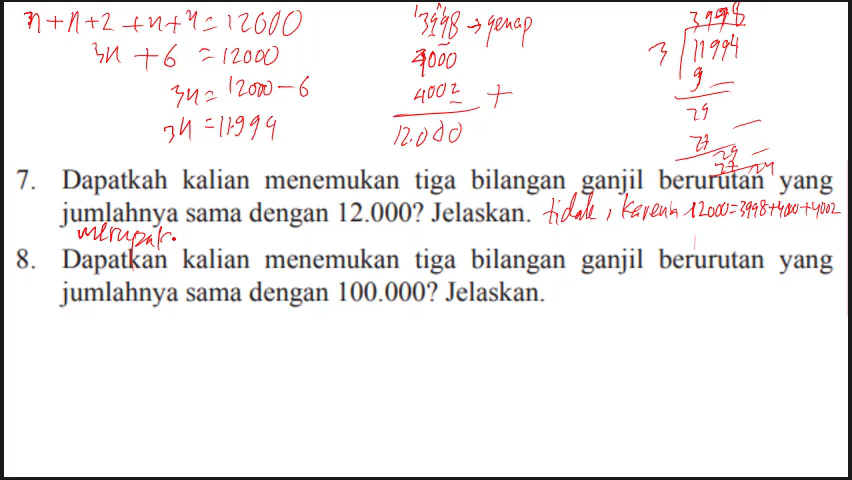 n + n + 2 + n + 4 = 12000
3n + 6 = 12000
3n = 12000 - 6
3n = 11.994
3998 → genap
4000
4002 +
12.000
3998
3 11994
9
29
27
29
27
7. Dapatkah kalian menemukan tiga bilangan ganjil berurutan yang
jumlahnya sama dengan 12.000? Jelaskan. tidak, karena 12000 = 3998 + 4000 + 4002
merupak
8. Dapatkan kalian menemukan tiga bilangan ganjil berurutan yang
jumlahnya sama dengan 100.000? Jelaskan.